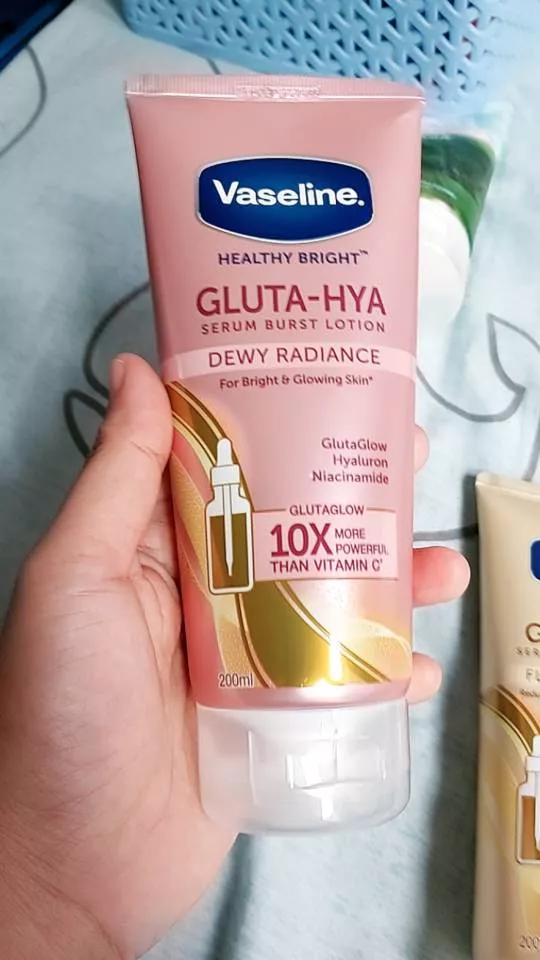 Vaseline.
HEALTHY BRIGHT™
GLUTA-HYA
SERUM BURST LOTION
DEWY RADIANCE
For Bright & Glowing Skin*
GlutaGlow
Hyaluron
Niacinamide
GLUTAGLOW
10X MORE
POWERFUL
THAN VITAMIN C*
200ml